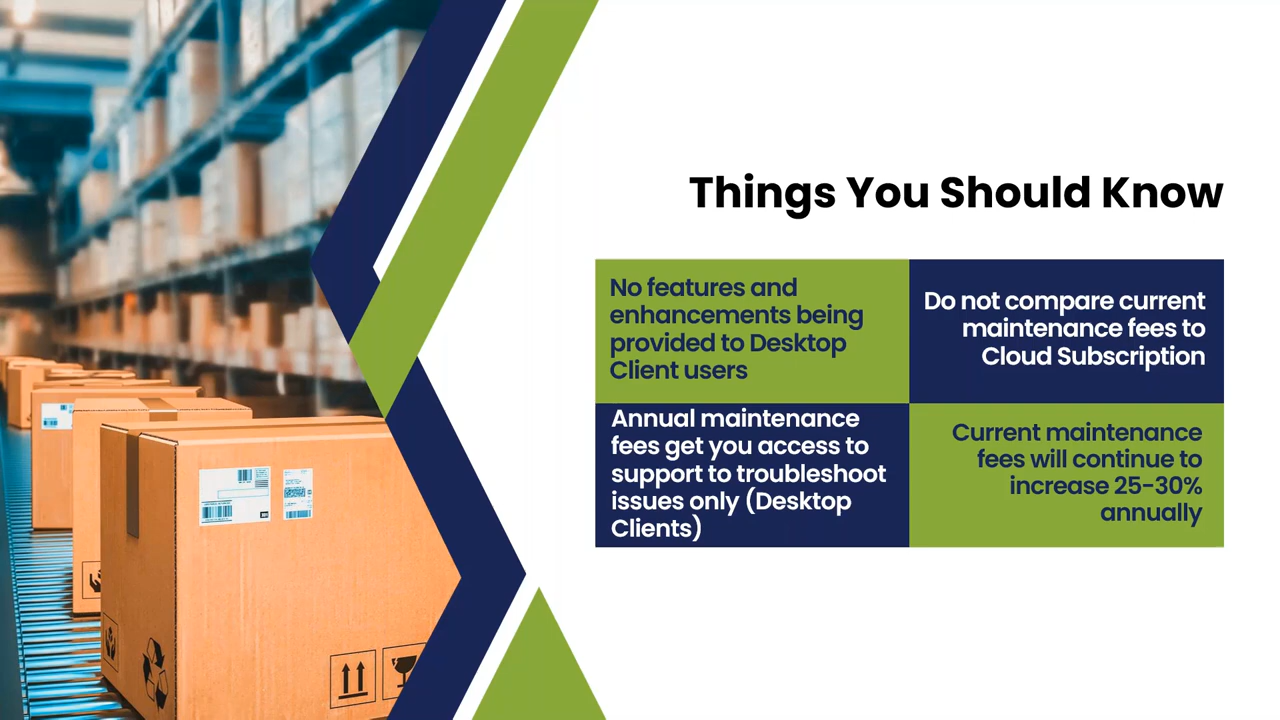 Things You Should Know
No features and
enhancements being
provided to Desktop
Client users
Do not compare current
maintenance fees to
Cloud Subscription
Annual maintenance
fees get you access to
support to troubleshoot
issues only (Desktop
Clients)
Current maintenance
fees will continue to
increase 25-30%
annually